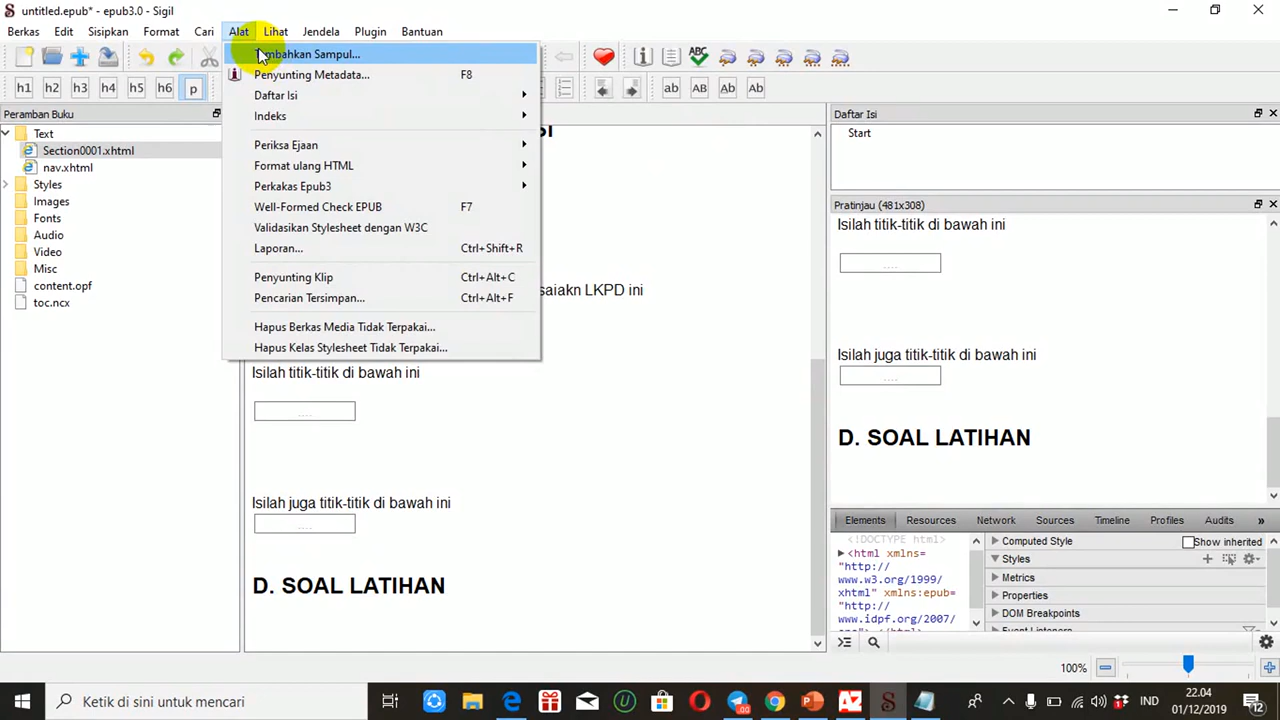 untitled.epub* - epub3.0 - Sigil
Berkas Edit Sisipkan Format Cari Alat Lihat Jendela Plugin Bantuan
h1 h2 h3 h4 h5 h6 p ab AB Ab Ab
Peramban Buku
Text
Section0001.xhtml
nav.xhtml
Styles
Images
Fonts
Audio
Video
Misc
content.opf
toc.ncx
Penyunting Metadata... F8
Daftar Isi
Indeks
Periksa Ejaan
Format ulang HTML
Perkakas Epub3
Well-Formed Check EPUB F7
Validasikan Stylesheet dengan W3C
Laporan... Ctrl+Shift+R
Penyunting Klip Ctrl+Alt+C
Pencarian Tersimpan... Ctrl+Alt+F
Hapus Berkas Media Tidak Terpakai...
Hapus Kelas Stylesheet Tidak Terpakai...
saiakn LKPD ini
Isilah titik-titik di bawah ini
....
Isilah juga titik-titik di bawah ini
....
D. SOAL LATIHAN
Daftar Isi
Start
Pratinjau (481x308)
Isilah titik-titik di bawah ini
....
Isilah juga titik-titik di bawah ini
....
D. SOAL LATIHAN
Elements Resources Network Sources Timeline Profiles Audits »
<!DOCTYPE html>
<html xmlns=
"http://
www.w3.org/1999/
xhtml" xmlns:epub=
"http://
www.idpf.org/2007/
Computed Style Show inherited
Styles
Metrics
Properties
DOM Breakpoints
Event Listeners
100%
Ketik di sini untuk mencari
IND
22.04
01/12/2019